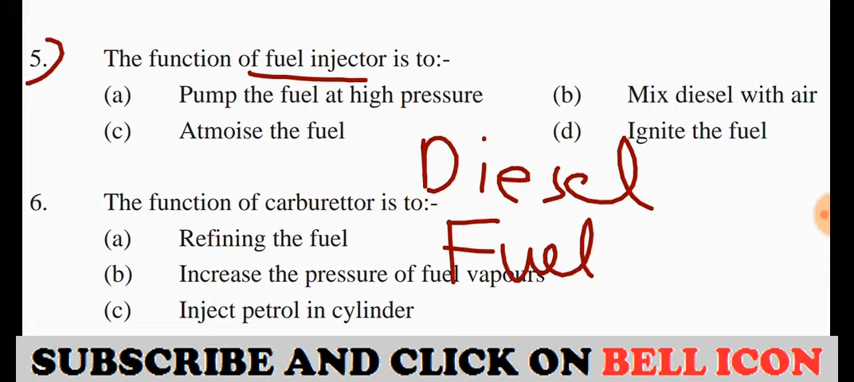 5. The function of fuel injector is to:-
(a) Pump the fuel at high pressure (b) Mix diesel with air
(c) Atmoise the fuel (d) Ignite the fuel
Diesel
6. The function of carburettor is to:-
(a) Refining the fuel
Fuel
(b) Increase the pressure of fuel vapours
(c) Inject petrol in cylinder
SUBSCRIBE AND CLICK ON BELL ICON